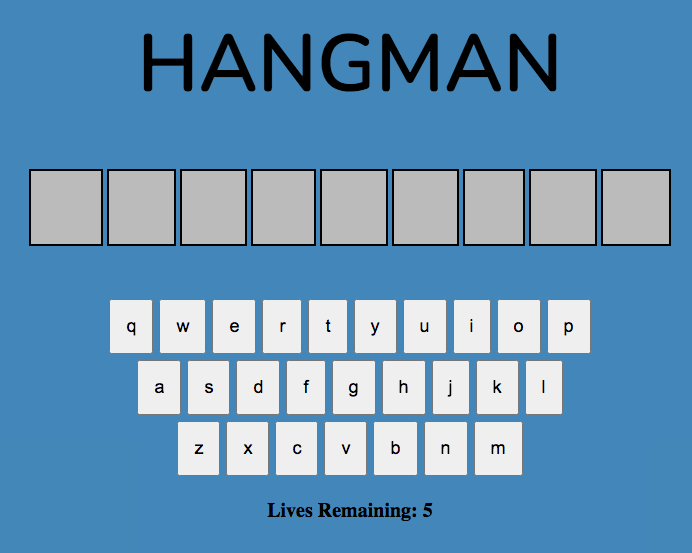 HANGMAN
q w e r t y u i o p
a s d f g h j k l
z x c v b n m
Lives Remaining: 5